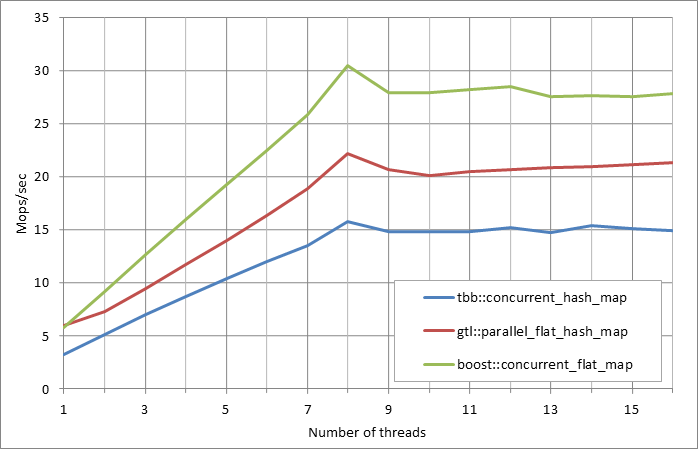 35
30
25
20
15
10
5
0
Mops/sec
tbb::concurrent_hash_map
gtl::parallel_flat_hash_map
boost::concurrent_flat_map
1 3 5 7 9 11 13 15
Number of threads